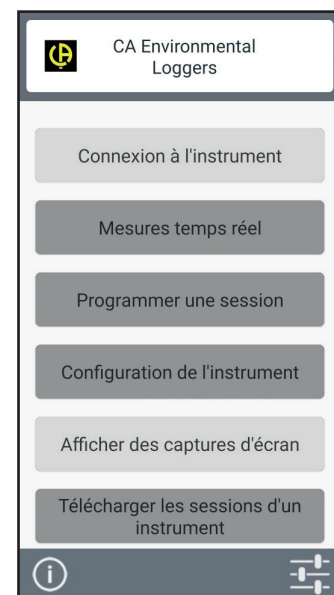 CA Environmental
Loggers
Connexion à l'instrument
Mesures temps réel
Programmer une session
Configuration de l'instrument
Afficher des captures d'écran
Télécharger les sessions d'un
instrument